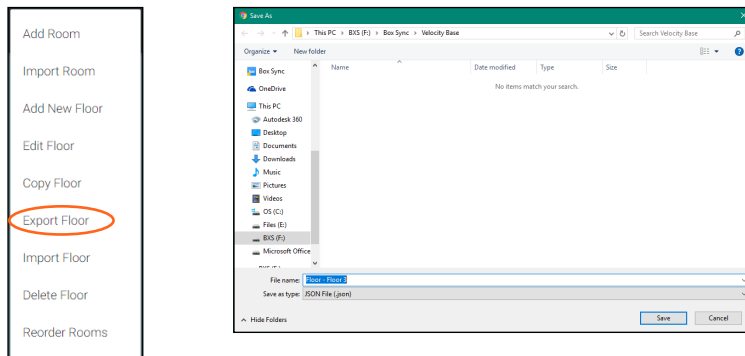 Add Room
Import Room
Add New Floor
Edit Floor
Copy Floor
Export Floor
Import Floor
Delete Floor
Reorder Rooms
Save As
This PC > BXS (F:) > Box Sync > Velocity Base
Search Velocity Base
Organize New folder
Name Date modified Type Size
No items match your search.
Box Sync
OneDrive
This PC
Autodesk 360
Desktop
Documents
Downloads
Music
Pictures
Videos
OS (C:)
Files (E:)
BXS (F:)
Microsoft Office
File name: Floor - Floor 3
Save as type: JSON File (.json)
Hide Folders
Save Cancel